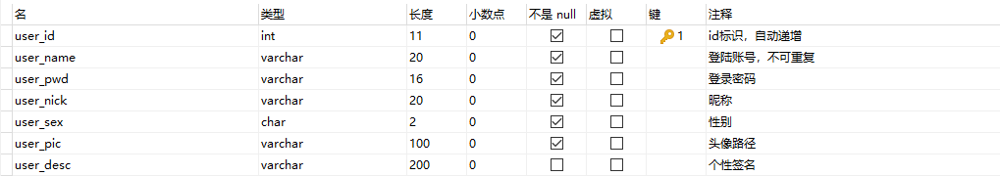 名 类型 长度 小数点 不是 null 虚拟 键 注释
user_id int 11 0 1 id标识，自动递增
user_name varchar 20 0 登陆账号，不可重复
user_pwd varchar 16 0 登录密码
user_nick varchar 20 0 昵称
user_sex char 2 0 性别
user_pic varchar 100 0 头像路径
user_desc varchar 200 0 个性签名